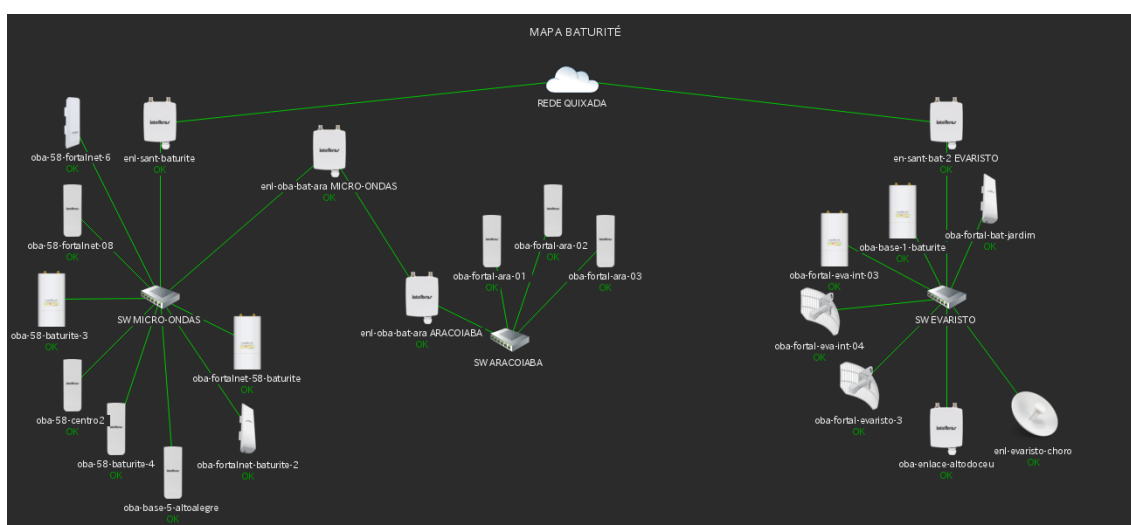 MAPA BATURITÉ
REDE QUIXADA
oba-58-fortalnet-6
OK
enl-sant-baturite
OK
intelbras
enl-oba-bat-ara MICRO-ONDAS
OK
intelbras
en-sant-bat-2 EVARISTO
OK
intelbras
oba-58-fortalnet-08
OK
oba-fortal-ara-01
OK
oba-fortal-ara-02
OK
oba-fortal-ara-03
OK
oba-base-1-baturite
OK
oba-fortal-bat-jardim
OK
oba-fortal-eva-int-03
OK
oba-58-baturite-3
OK
SW MICRO-ONDAS
intelbras
enl-oba-bat-ara ARACOIABA
OK
SW ARACOIABA
SW EVARISTO
oba-fortal-eva-int-04
OK
oba-fortalnet-58-baturite
OK
oba-58-centro2
OK
oba-58-baturite-4
OK
oba-fortalnet-baturite-2
OK
oba-base-5-altoalegre
OK
oba-fortal-evaristo-3
OK
intelbras
oba-enlace-altodoceu
OK
enl-evaristo-choro
OK